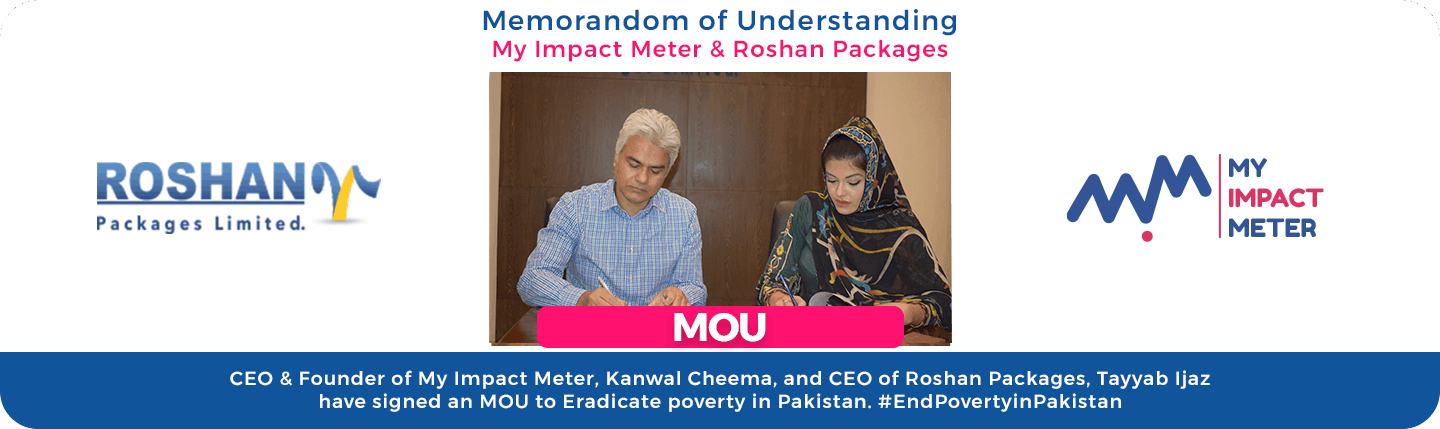 Memorandom of Understanding
My Impact Meter & Roshan Packages
ROSHAN
Packages Limited.
MY
IMPACT
METER
MOU
CEO & Founder of My Impact Meter, Kanwal Cheema, and CEO of Roshan Packages, Tayyab Ijaz
have signed an MOU to Eradicate poverty in Pakistan. #EndPovertyinPakistan